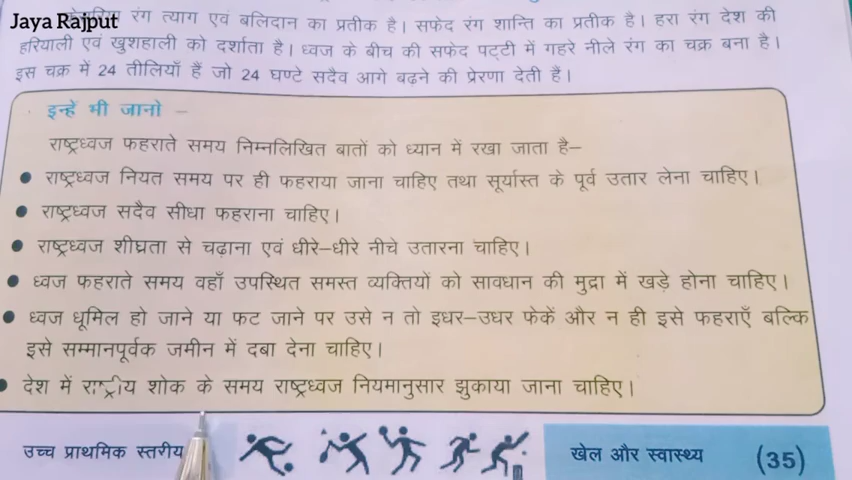 Jaya Rajput
रंग त्याग एवं बलिदान का प्रतीक है। सफेद रंग शान्ति का प्रतीक है। हरा रंग देश की
हरियाली एवं खुशहाली को दर्शाता है। ध्वज के बीच की सफेद पट्टी में गहरे नीले रंग का चक्र बना है।
इस चक्र में 24 तीलियाँ हैं जो 24 घण्टे सदैव आगे बढ़ने की प्रेरणा देती हैं।
इन्हें भी जानो –
राष्ट्रध्वज फहराते समय निम्नलिखित बातों को ध्यान में रखा जाता है–
● राष्ट्रध्वज नियत समय पर ही फहराया जाना चाहिए तथा सूर्यास्त के पूर्व उतार लेना चाहिए।
● राष्ट्रध्वज सदैव सीधा फहराना चाहिए।
● राष्ट्रध्वज शीघ्रता से चढ़ाना एवं धीरे–धीरे नीचे उतारना चाहिए।
● ध्वज फहराते समय वहाँ उपस्थित समस्त व्यक्तियों को सावधान की मुद्रा में खड़े होना चाहिए।
● ध्वज धूमिल हो जाने या फट जाने पर उसे न तो इधर–उधर फेकें और न ही इसे फहराएँ बल्कि
इसे सम्मानपूर्वक जमीन में दबा देना चाहिए।
● देश में राष्ट्रीय शोक के समय राष्ट्रध्वज नियमानुसार झुकाया जाना चाहिए।
उच्च प्राथमिक स्तरीय
खेल और स्वास्थ्य (35)